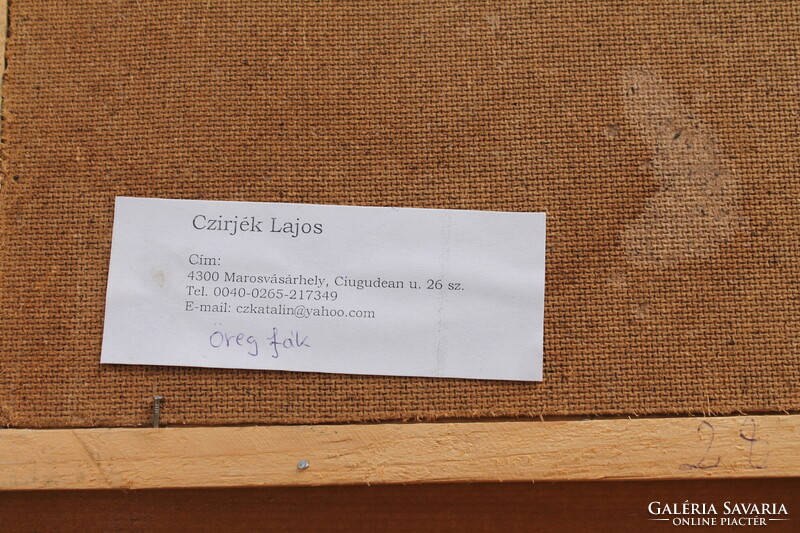 Czirjék Lajos
Cím:
4300 Marosvásárhely, Ciugudean u. 26 sz.
Tel. 0040-0265-217349
E-mail: czkatalin@yahoo.com
Öreg fák
GALÉRIA SAVARIA
ONLINE PIACTÉR